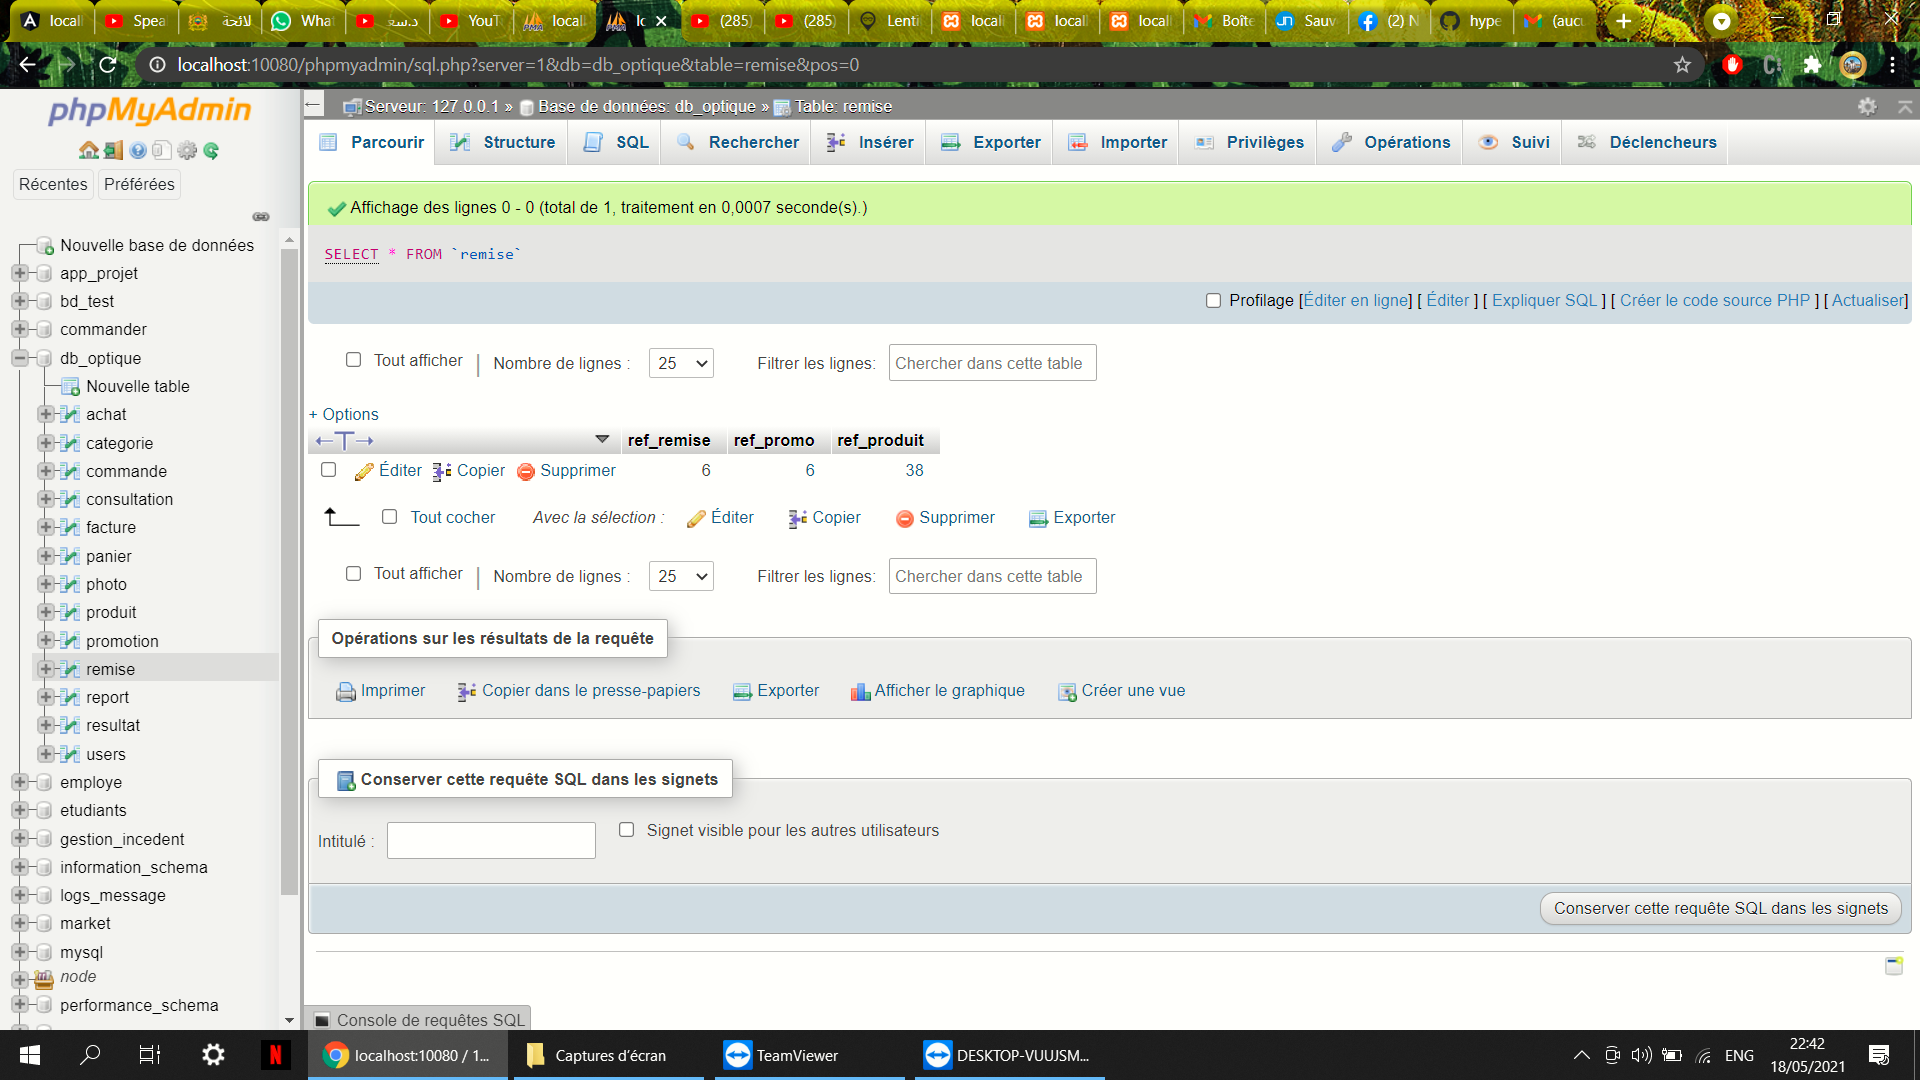 locall
Spea
لائحة
What
د.سع
YouT
locall
lo
(285)
(285)
Lenti
locall
locall
locall
Boîte
Sauv
(2) N
hype
(aucu
localhost:10080/phpmyadmin/sql.php?server=1&db=db_optique&table=remise&pos=0
phpMyAdmin
Récentes Préférées
Nouvelle base de données
app_projet
bd_test
commander
db_optique
Nouvelle table
achat
categorie
commande
consultation
facture
panier
photo
produit
promotion
remise
report
resultat
users
employe
etudiants
gestion_incedent
information_schema
logs_message
market
mysql
node
performance_schema
Serveur: 127.0.0.1 » Base de données: db_optique » Table: remise
Parcourir Structure SQL Rechercher Insérer Exporter Importer Privilèges Opérations Suivi Déclencheurs
Affichage des lignes 0 - 0 (total de 1, traitement en 0,0007 seconde(s).)
SELECT * FROM `remise`
Profilage [Éditer en ligne] [ Éditer ] [ Expliquer SQL ] [ Créer le code source PHP ] [ Actualiser]
Tout afficher | Nombre de lignes : 25 Filtrer les lignes: Chercher dans cette table
+ Options
←T→ ref_remise ref_promo ref_produit
Éditer Copier Supprimer 6 6 38
Tout cocher Avec la sélection : Éditer Copier Supprimer Exporter
Tout afficher | Nombre de lignes : 25 Filtrer les lignes: Chercher dans cette table
Opérations sur les résultats de la requête
Imprimer Copier dans le presse-papiers Exporter Afficher le graphique Créer une vue
Conserver cette requête SQL dans les signets
Intitulé : Signet visible pour les autres utilisateurs
Conserver cette requête SQL dans les signets
Console de requêtes SQL
localhost:10080 / 1... Captures d'écran TeamViewer DESKTOP-VUUJSM... ENG
22:42
18/05/2021